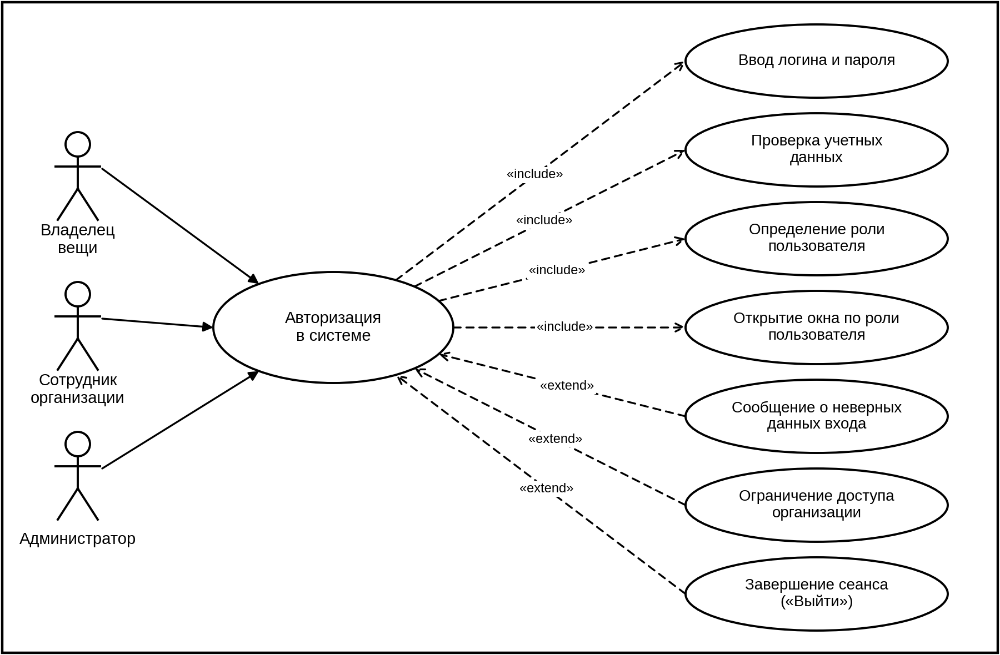 Владелец
вещи
Сотрудник
организации
Администратор
Авторизация
в системе
«include»
«include»
«include»
«include»
«extend»
«extend»
«extend»
Ввод логина и пароля
Проверка учетных
данных
Определение роли
пользователя
Открытие окна по роли
пользователя
Сообщение о неверных
данных входа
Ограничение доступа
организации
Завершение сеанса
(«Выйти»)